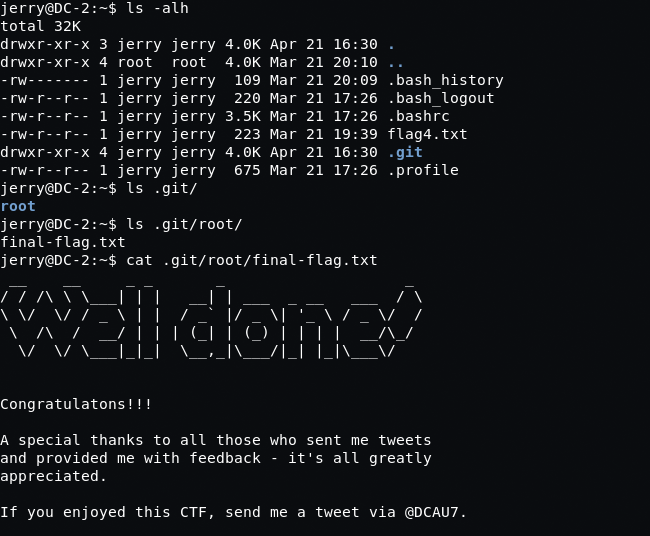 jerry@DC-2:~$ ls -alh
total 32K
drwxr-xr-x 3 jerry jerry 4.0K Apr 21 16:30 .
drwxr-xr-x 4 root  root  4.0K Mar 21 20:10 ..
-rw------- 1 jerry jerry  109 Mar 21 20:09 .bash_history
-rw-r--r-- 1 jerry jerry  220 Mar 21 17:26 .bash_logout
-rw-r--r-- 1 jerry jerry 3.5K Mar 21 17:26 .bashrc
-rw-r--r-- 1 jerry jerry  223 Mar 21 19:39 flag4.txt
drwxr-xr-x 4 jerry jerry 4.0K Apr 21 16:30 .git
-rw-r--r-- 1 jerry jerry  675 Mar 21 17:26 .profile
jerry@DC-2:~$ ls .git/
root
jerry@DC-2:~$ ls .git/root/
final-flag.txt
jerry@DC-2:~$ cat .git/root/final-flag.txt
Well done!
Congratulatons!!!
A special thanks to all those who sent me tweets
and provided me with feedback - it's all greatly
appreciated.
If you enjoyed this CTF, send me a tweet via @DCAU7.